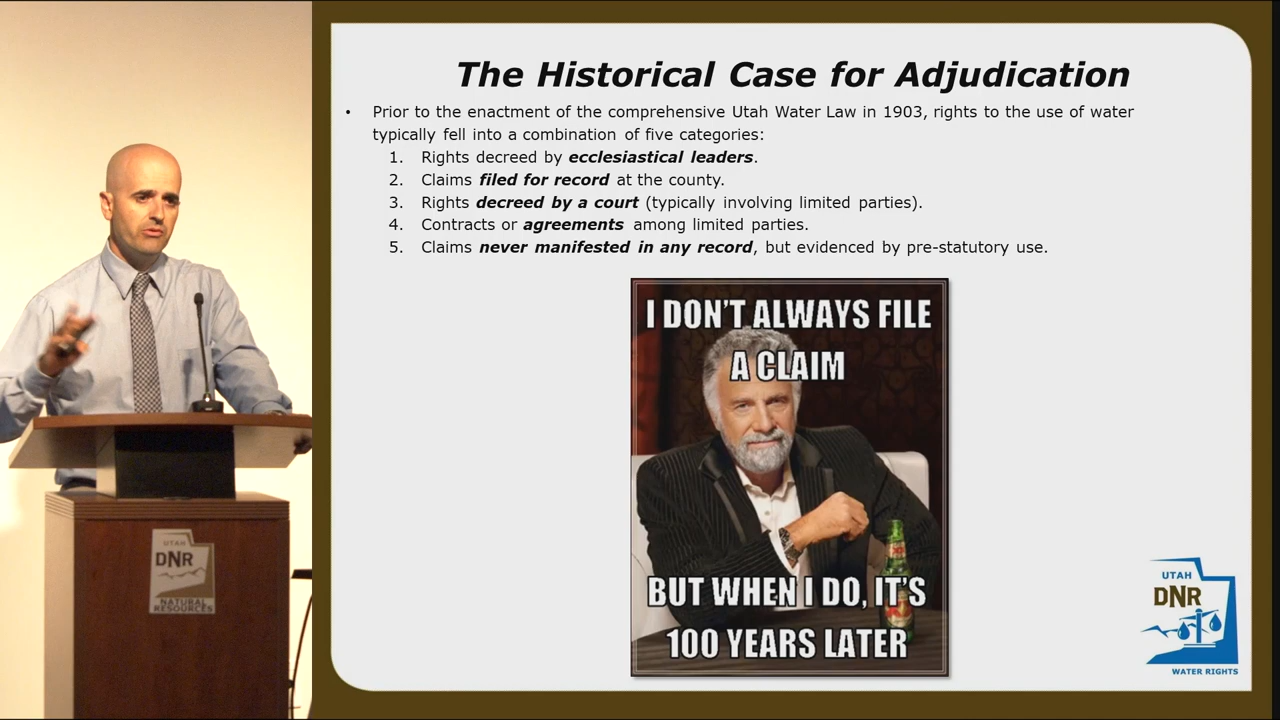 The Historical Case for Adjudication
• Prior to the enactment of the comprehensive Utah Water Law in 1903, rights to the use of water
typically fell into a combination of five categories:
1. Rights decreed by ecclesiastical leaders.
2. Claims filed for record at the county.
3. Rights decreed by a court (typically involving limited parties).
4. Contracts or agreements among limited parties.
5. Claims never manifested in any record, but evidenced by pre-statutory use.
I DON'T ALWAYS FILE
A CLAIM
BUT WHEN I DO, IT'S
100 YEARS LATER
UTAH
DNR
NATURAL
RESOURCES
UTAH
DNR
WATER RIGHTS